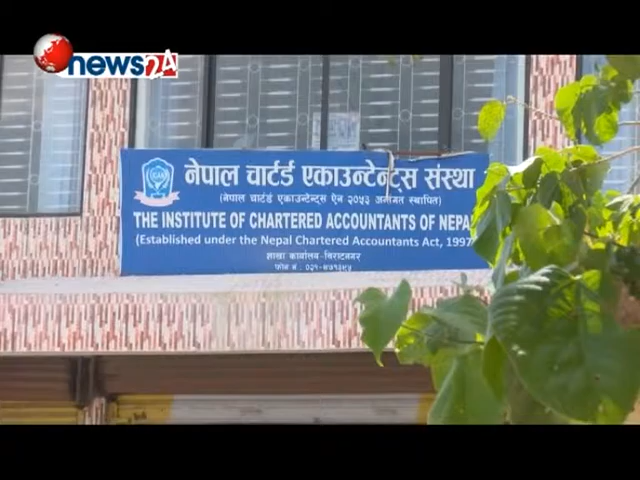 news24
नेपाल चार्टर्ड एकाउन्टेन्ट्स संस्था
(नेपाल चार्टर्ड एकाउन्टेन्ट्स ऐन २०५३ अन्तर्गत स्थापित)
THE INSTITUTE OF CHARTERED ACCOUNTANTS OF NEPAL
(Established under the Nepal Chartered Accountants Act, 1997
शाखा कार्यालय-बिराटनगर